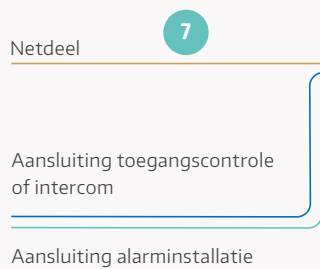 Netdeel
7
Aansluiting toegangscontrole
of intercom
Aansluiting alarminstallatie